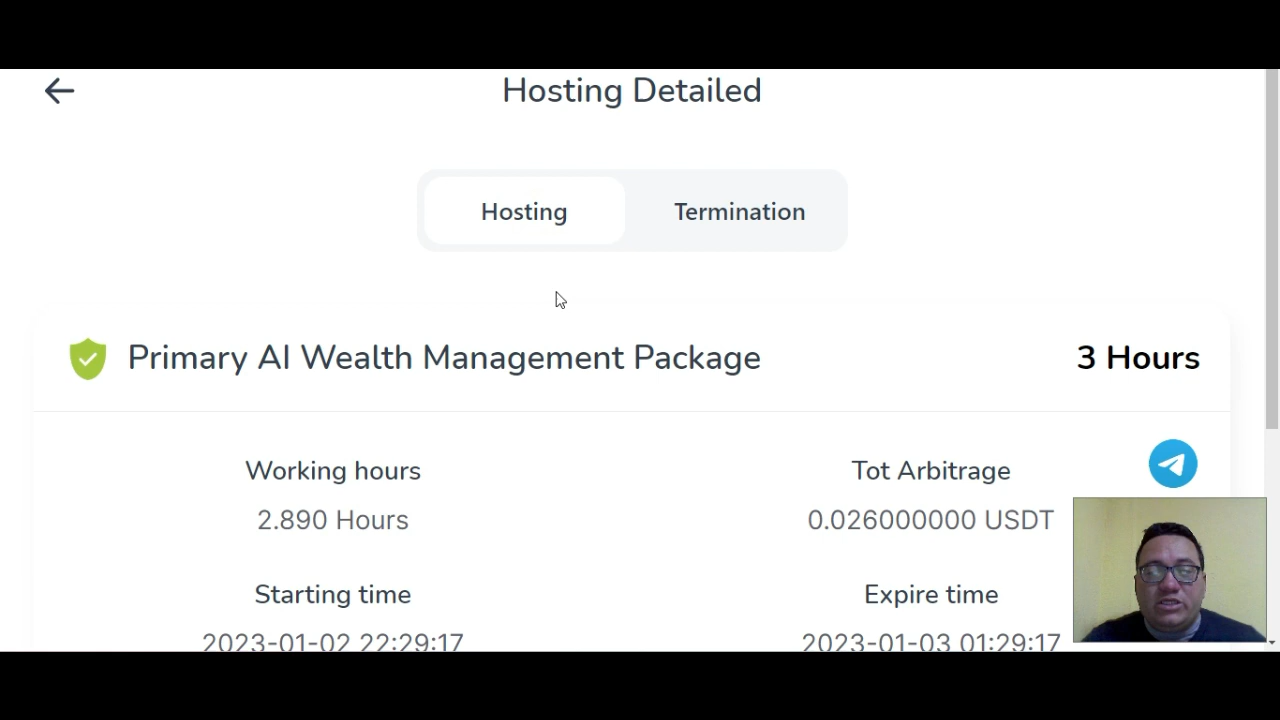 Hosting Detailed
Hosting Termination
Primary AI Wealth Management Package 3 Hours
Working hours Tot Arbitrage
2.890 Hours 0.026000000 USDT
Starting time Expire time
2023-01-02 22:29:17 2023-01-03 01:29:17